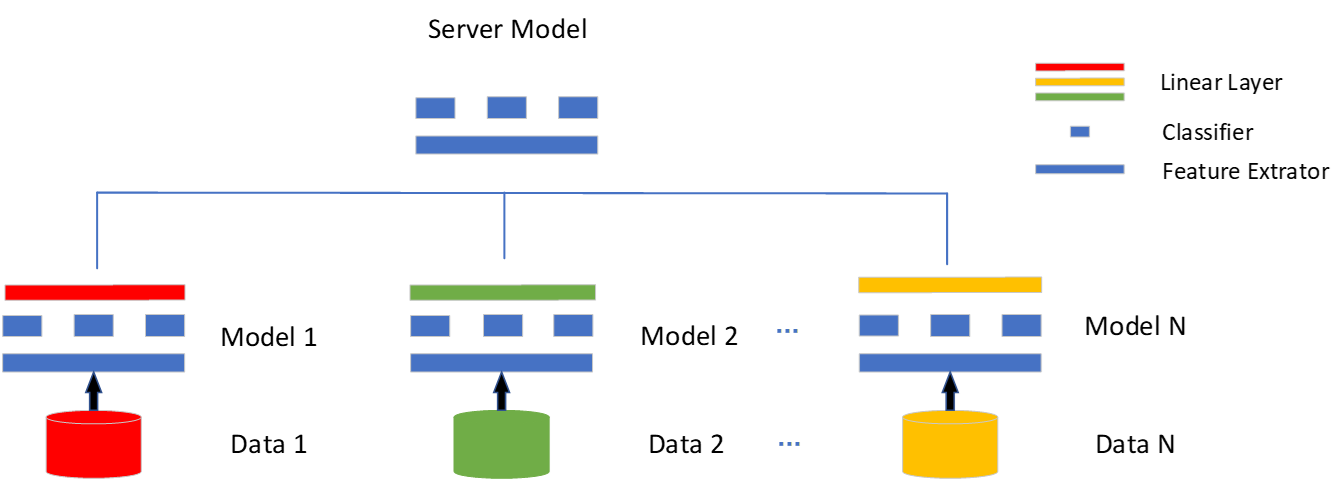 Server Model
Linear Layer
Classifier
Feature Extrator
Model 1
Model 2
...
Model N
Data 1
Data 2
...
Data N